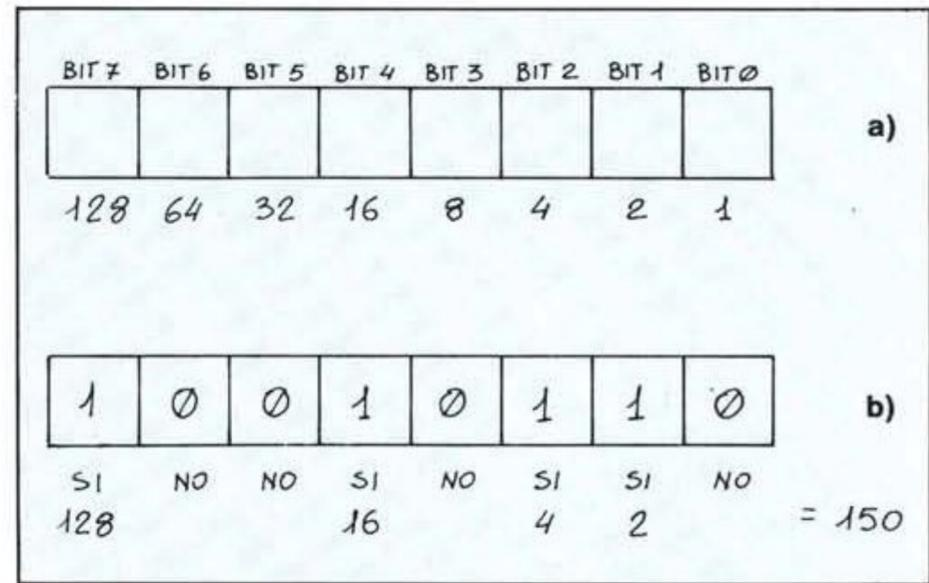 BIT 7 BIT 6 BIT 5 BIT 4 BIT 3 BIT 2 BIT 1 BIT Ø
a)
128 64 32 16 8 4 2 1
1 Ø Ø 1 Ø 1 1 Ø b)
SI NO NO SI NO SI SI NO
128 16 4 2 = 150